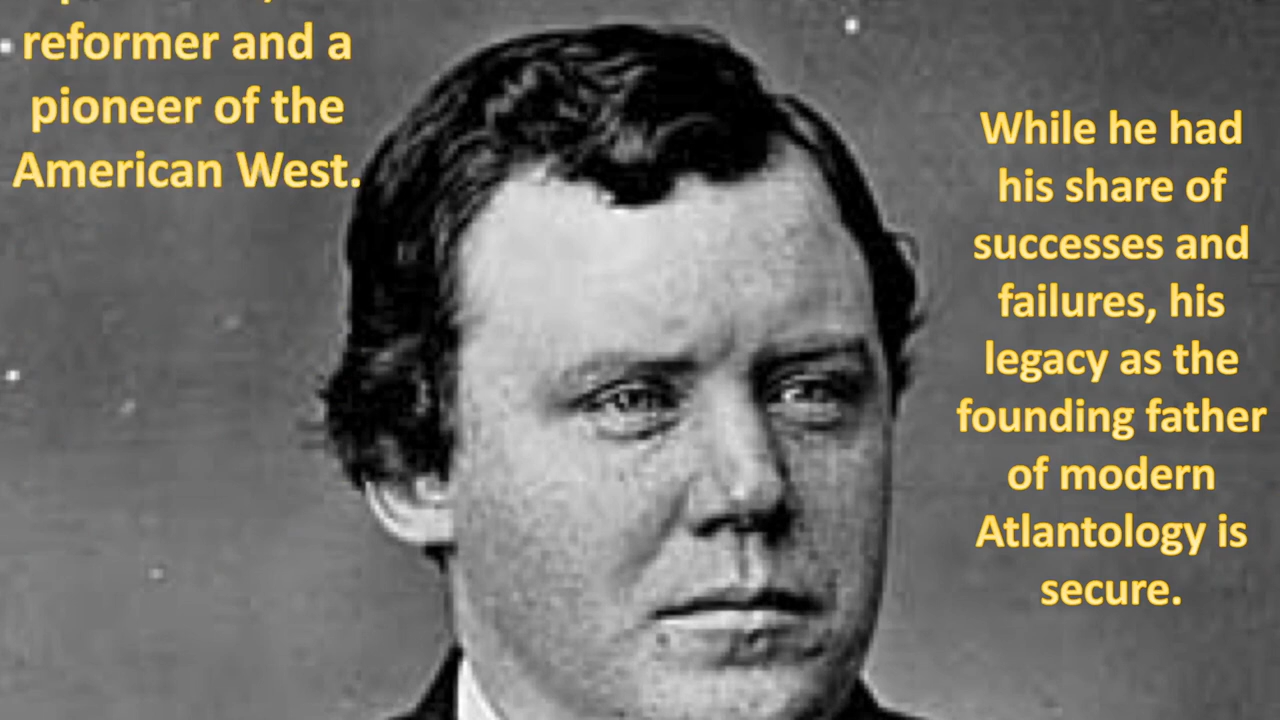 reformer and a
pioneer of the
American West.
While he had
his share of
successes and
failures, his
legacy as the
founding father
of modern
Atlantology is
secure.